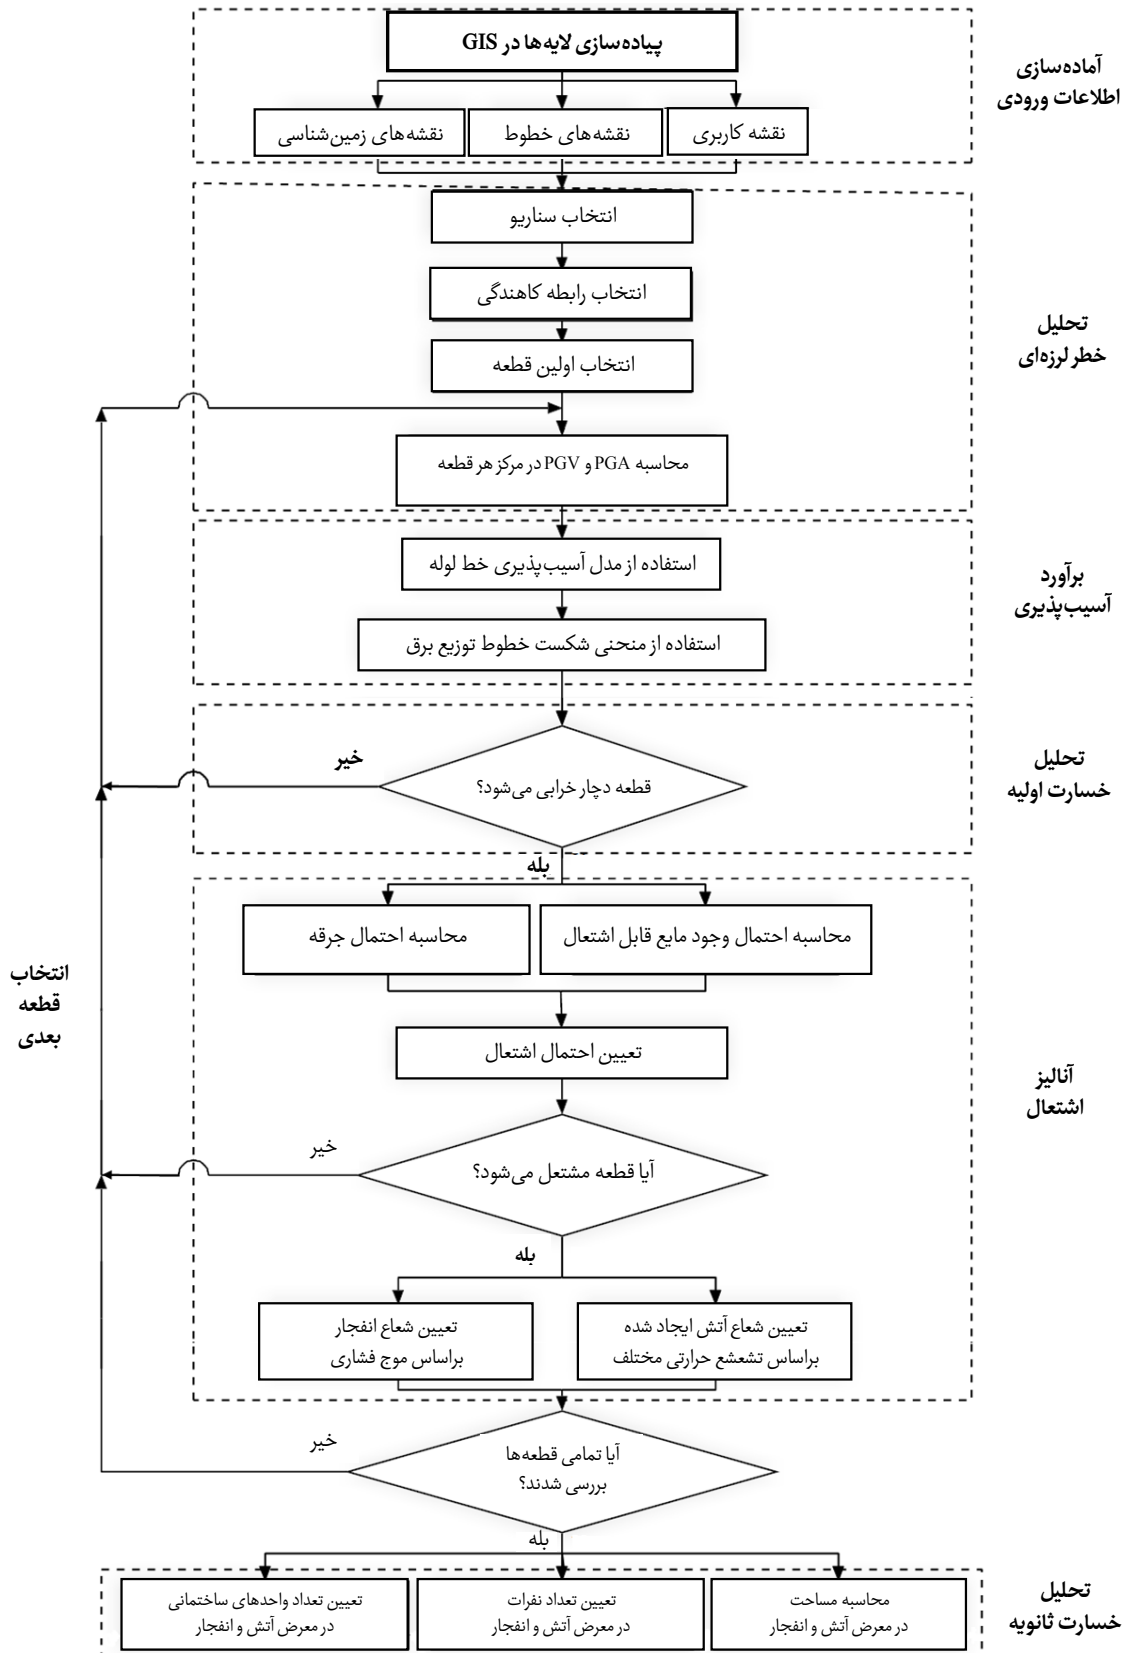 پیاده‌سازی لایه‌ها در GIS
آماده‌سازی
اطلاعات ورودی
نقشه کاربری
نقشه‌های خطوط
نقشه‌های زمین‌شناسی
انتخاب سناریو
انتخاب رابطه کاهندگی
تحلیل
خطر لرزه‌ای
انتخاب اولین قطعه
محاسبه PGA و PGV در مرکز هر قطعه
استفاده از مدل آسیب‌پذیری خط لوله
برآورد
آسیب‌پذیری
استفاده از منحنی شکست خطوط توزیع برق
تحلیل
خسارت اولیه
قطعه دچار خرابی می‌شود؟
خیر
بله
محاسبه احتمال وجود مایع قابل اشتعال
محاسبه احتمال جرقه
انتخاب
قطعه
بعدی
تعیین احتمال اشتعال
آنالیز
اشتعال
آیا قطعه مشتعل می‌شود؟
خیر
بله
تعیین شعاع آتش ایجاد شده
براساس تشعشع حرارتی مختلف
تعیین شعاع انفجار
براساس موج فشاری
آیا تمامی قطعه‌ها
بررسی شدند؟
خیر
بله
تحلیل
خسارت ثانویه
محاسبه مساحت
در معرض آتش و انفجار
تعیین تعداد نفرات
در معرض آتش و انفجار
تعیین تعداد واحدهای ساختمانی
در معرض آتش و انفجار